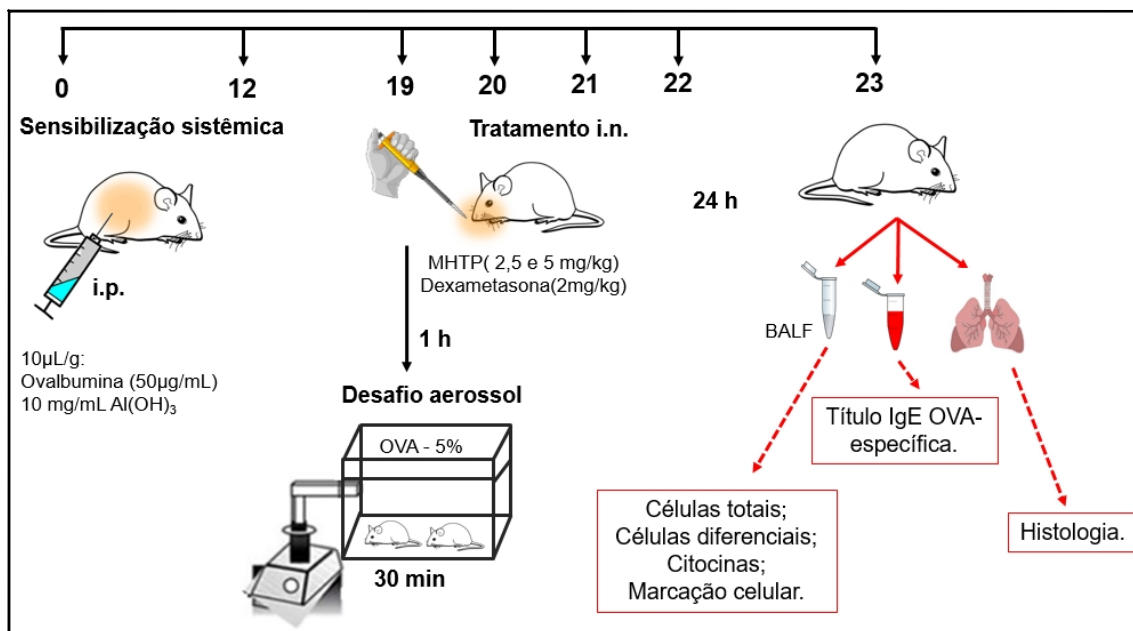 0 12 19 20 21 22 23
Sensibilização sistêmica
Tratamento i.n.
24 h
i.p.
MHTP( 2,5 e 5 mg/kg)
Dexametasona(2mg/kg)
10µL/g:
Ovalbumina (50µg/mL)
10 mg/mL Al(OH)₃
1 h
Desafio aerossol
OVA - 5%
30 min
BALF
Título IgE OVA-
específica.
Células totais;
Células diferenciais;
Citocinas;
Marcação celular.
Histologia.